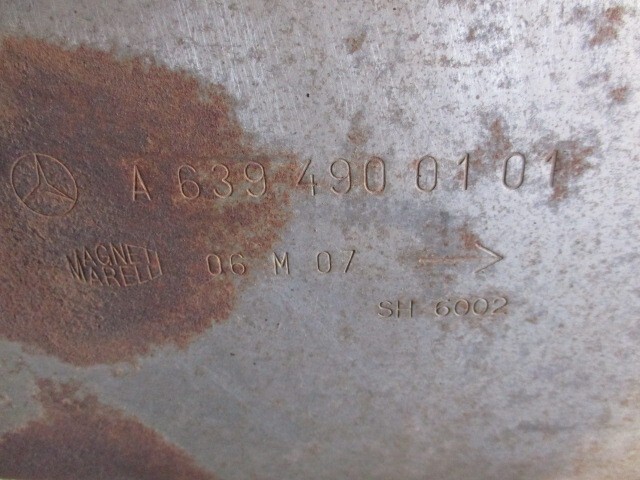 A 639 490 01 01
MAGNETI
MARELLI
06 M 07
SH 6002